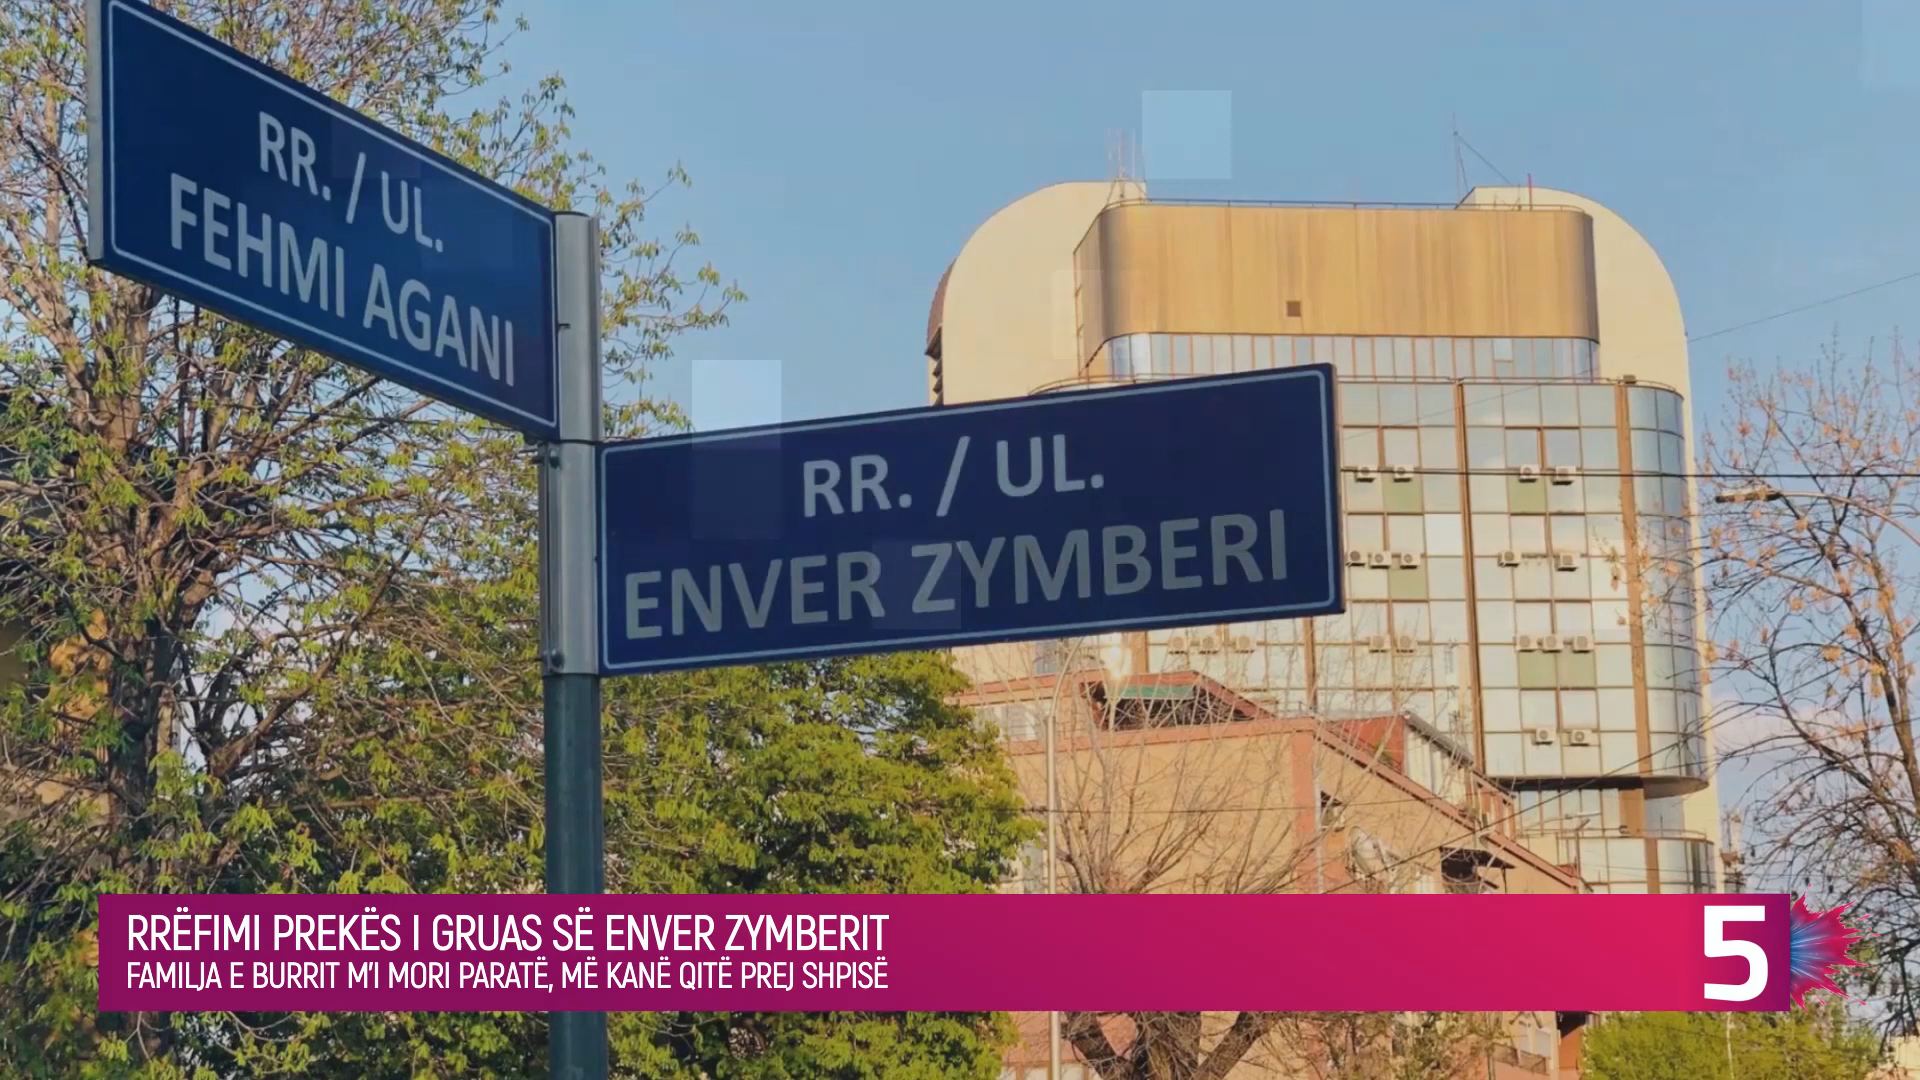 RR. / UL.
FEHMI AGANI
RR. / UL.
ENVER ZYMBERI
RRËFIMI PREKËS I GRUAS SË ENVER ZYMBERIT
FAMILJA E BURRIT M'I MORI PARATË, MË KANË QITË PREJ SHPISË
5